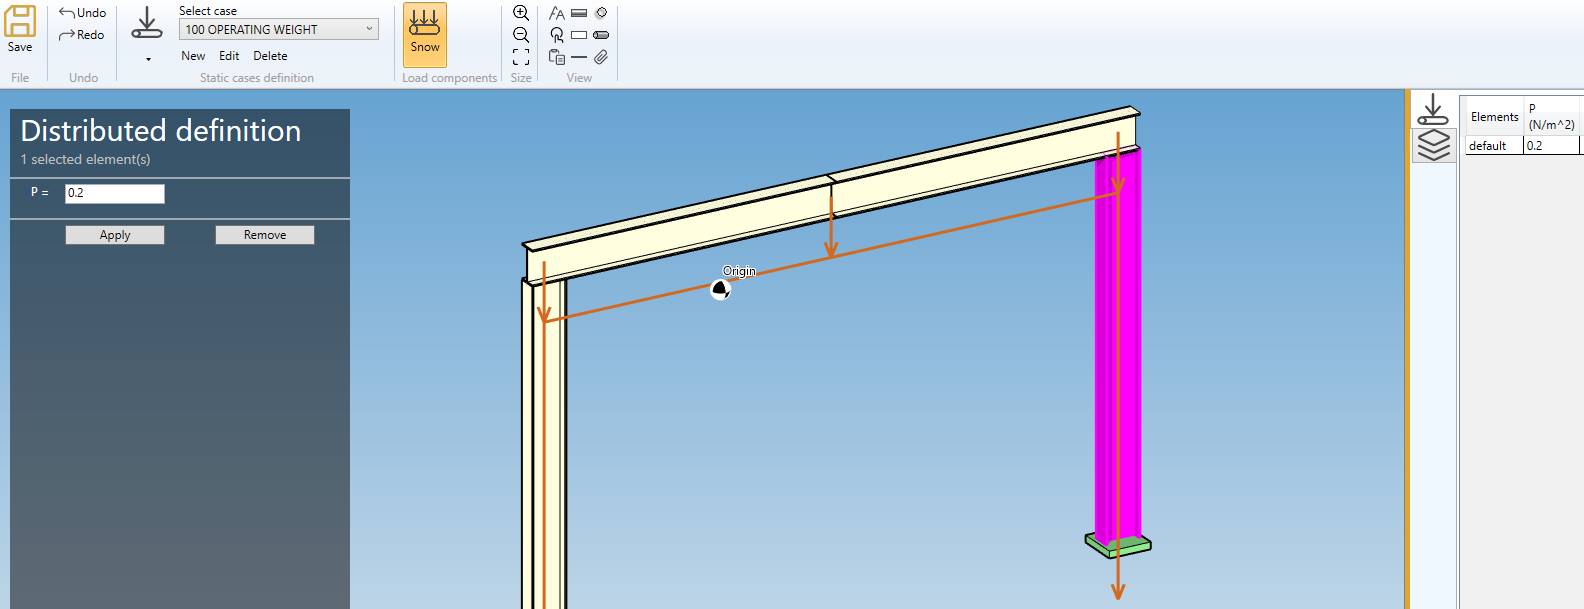 Save
File
Undo
Redo
Undo
Select case
100 OPERATING WEIGHT
New Edit Delete
Static cases definition
Snow
Load components
Size
View
Distributed definition
1 selected element(s)
P = 0.2
Apply Remove
Origin
Elements P (N/m^2)
default 0.2